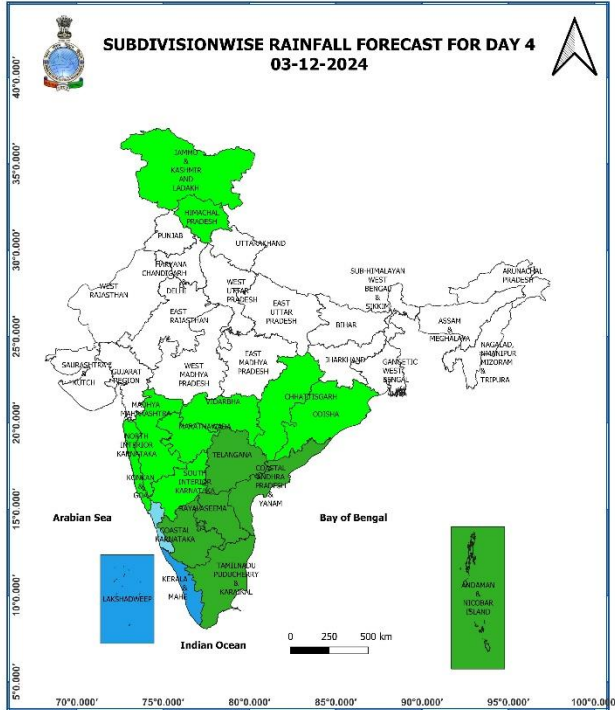 SUBDIVISIONWISE RAINFALL FORECAST FOR DAY 4
03-12-2024
40°0.000'
35°0.000'
30°0.000'
25°0.000'
20°0.000'
15°0.000'
10°0.000'
5°0.000'
JAMMU
&
KASHMIR
AND
LADAKH
HIMACHAL
PRADESH
PUNJAB
UTTARAKHAND
HARYANA
CHANDIGARH
&
DELHI
WEST
RAJASTHAN
WEST
UTTAR
PRADESH
SUB-HIMALAYAN
WEST
BENGAL
&
SIKKIM
ARUNACHAL
PRADESH
EAST
RAJASTHAN
EAST
UTTAR
PRADESH
BIHAR
ASSAM
&
MEGHALAYA
NAGALAD,
MANIPUR
MIZORAM
&
TRIPURA
SAURASHTRA
&
KUTCH
GUJARAT
REGION
WEST
MADHYA
PRADESH
EAST
MADHYA
PRADESH
JHARKHAND
GANGETIC
WEST
BENGAL
MADHYA
MAHARASHTRA
VIDARBHA
CHHATTISGARH
ODISHA
MARATHAWADA
NORTH
INTERIOR
KARNATAKA
TELANGANA
KONKAN
&
GOA
SOUTH
INTERIOR
KARNATAKA
COASTAL
ANDHRA
PRADESH
&
YANAM
RAYALASEEMA
Arabian Sea
Bay of Bengal
COASTAL
KARNATAKA
TAMILNADU
PUDUCHERRY
&
KARAIKAL
KERALA
&
MAHE
LAKSHADWEEP
ANDAMAN
&
NICOBAR
ISLAND
Indian Ocean
0 250 500 km
70°0.000' 75°0.000' 80°0.000' 85°0.000' 90°0.000' 95°0.000' 100°0.000'